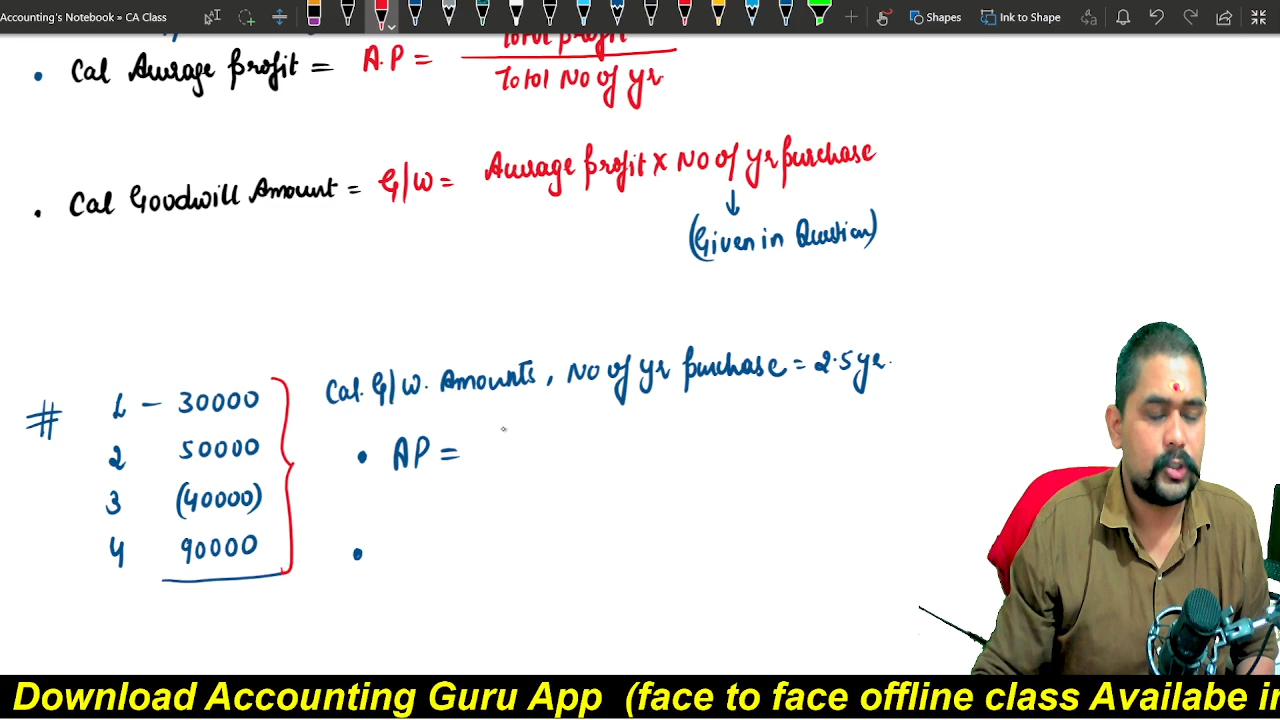 Accounting's Notebook » CA Class
Shapes
Ink to Shape
Total profit
• Cal Average profit = A.P = Total No of yr
• Cal Goodwill Amount = G/W = Average profit x No of yr purchase
(Given in Question)
# 1 - 30000 Cal. G/W. Amounts, No of yr purchase = 2.5 yr.
2 50000 • AP =
3 (40000)
4 90000 •
Download Accounting Guru App (face to face offline class Availabe in